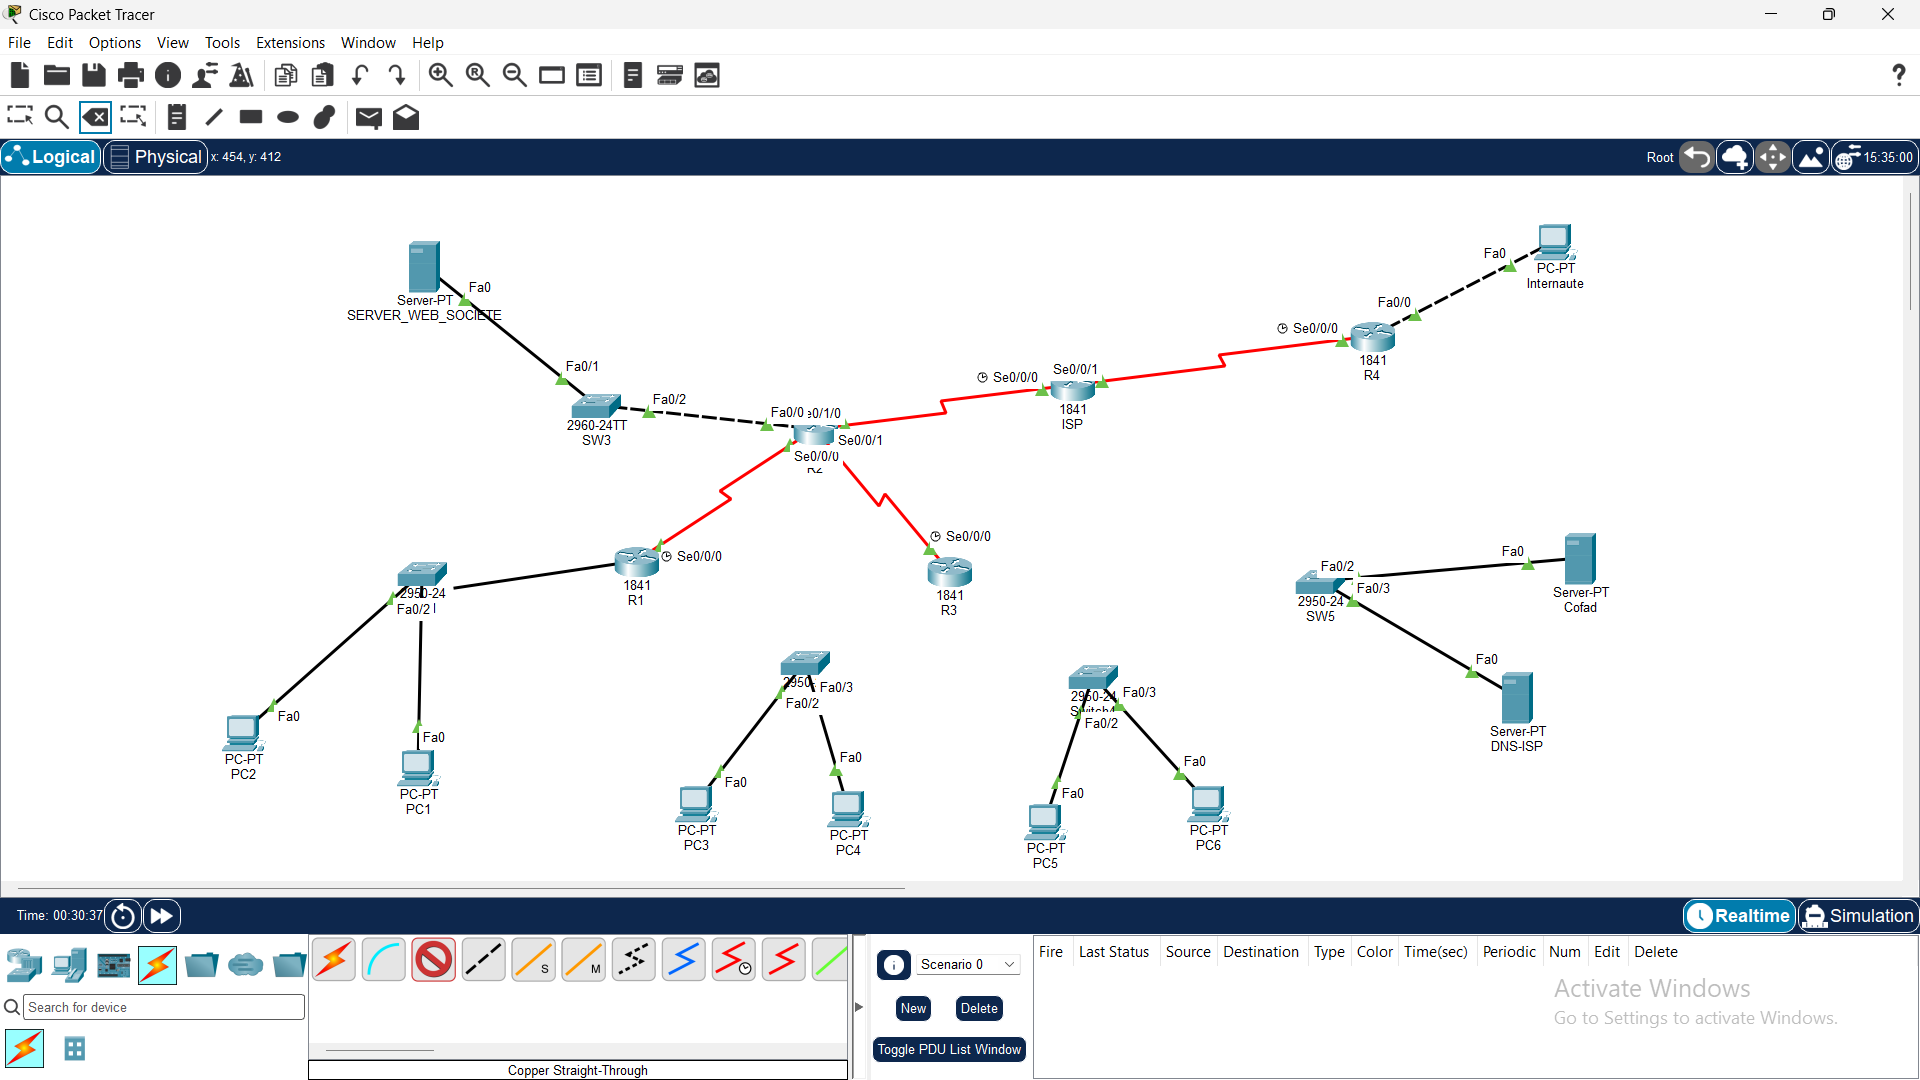 Cisco Packet Tracer
File Edit Options View Tools Extensions Window Help
Logical Physical x: 454, y: 412 Root 15:35:00
Fa0
Server-PT
SERVER_WEB_SOCIETE
Fa0/1
2960-24TT
SW3
Fa0/2
Fa0/0
Se0/0/1
Se0/0/0
R2
Se0/0/0
Se0/0/1
1841
ISP
Se0/0/0
Fa0/0
1841
R4
Fa0
PC-PT
Internaute
Se0/0/0
1841
R1
Se0/0/0
1841
R3
2950-24
Fa0/2
Fa0
PC-PT
PC2
Fa0
PC-PT
PC1
Fa0/3
Fa0/2
Fa0
PC-PT
PC3
Fa0
PC-PT
PC4
2950-24
Switch4
Fa0/3
Fa0/2
Fa0
PC-PT
PC5
Fa0
PC-PT
PC6
Fa0/2
Fa0/3
2950-24
SW5
Fa0
Server-PT
Cofad
Fa0
Server-PT
DNS-ISP
Time: 00:30:37 Realtime Simulation
Search for device
S
M
Copper Straight-Through
Scenario 0
New Delete
Toggle PDU List Window
Fire Last Status Source Destination Type Color Time(sec) Periodic Num Edit Delete
Activate Windows
Go to Settings to activate Windows.